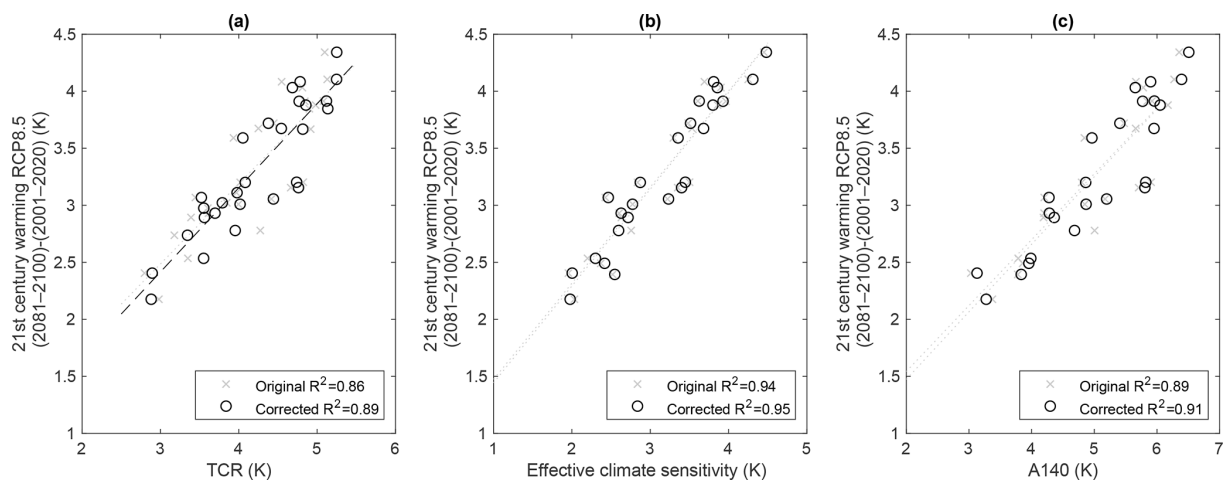 (a)
4.5
4
3.5
3
2.5
2
1.5
1
2
3
4
5
6
TCR (K)
21st century warming RCP8.5
(2081–2100)-(2001–2020) (K)
Original R²=0.86
Corrected R²=0.89
(b)
4.5
4
3.5
3
2.5
2
1.5
1
1
2
3
4
5
Effective climate sensitivity (K)
21st century warming RCP8.5
(2081–2100)-(2001–2020) (K)
Original R²=0.94
Corrected R²=0.95
(c)
4.5
4
3.5
3
2.5
2
1.5
1
2
3
4
5
6
7
A140 (K)
21st century warming RCP8.5
(2081–2100)-(2001–2020) (K)
Original R²=0.89
Corrected R²=0.91